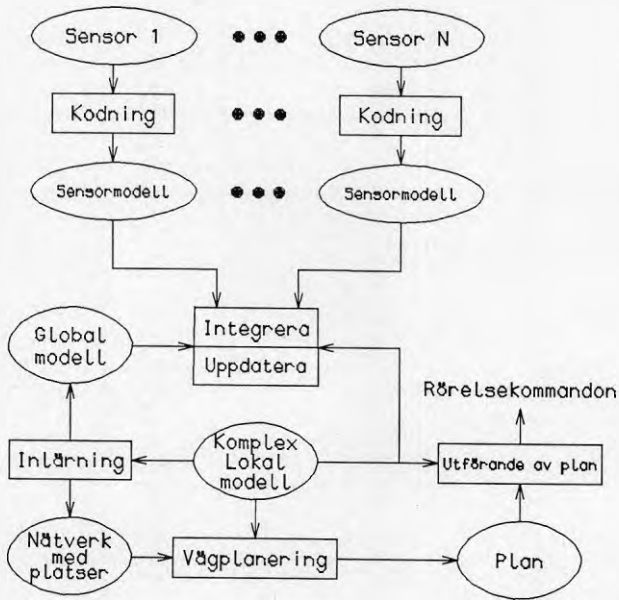 Sensor 1
Sensor N
Kodning
Kodning
Sensormodell
Sensormodell
Integrera
Uppdatera
Global
modell
Rörelsekommandon
Inlärning
Komplex
Lokal
modell
Utförande av plan
Nätverk
med
platser
Vägplanering
Plan